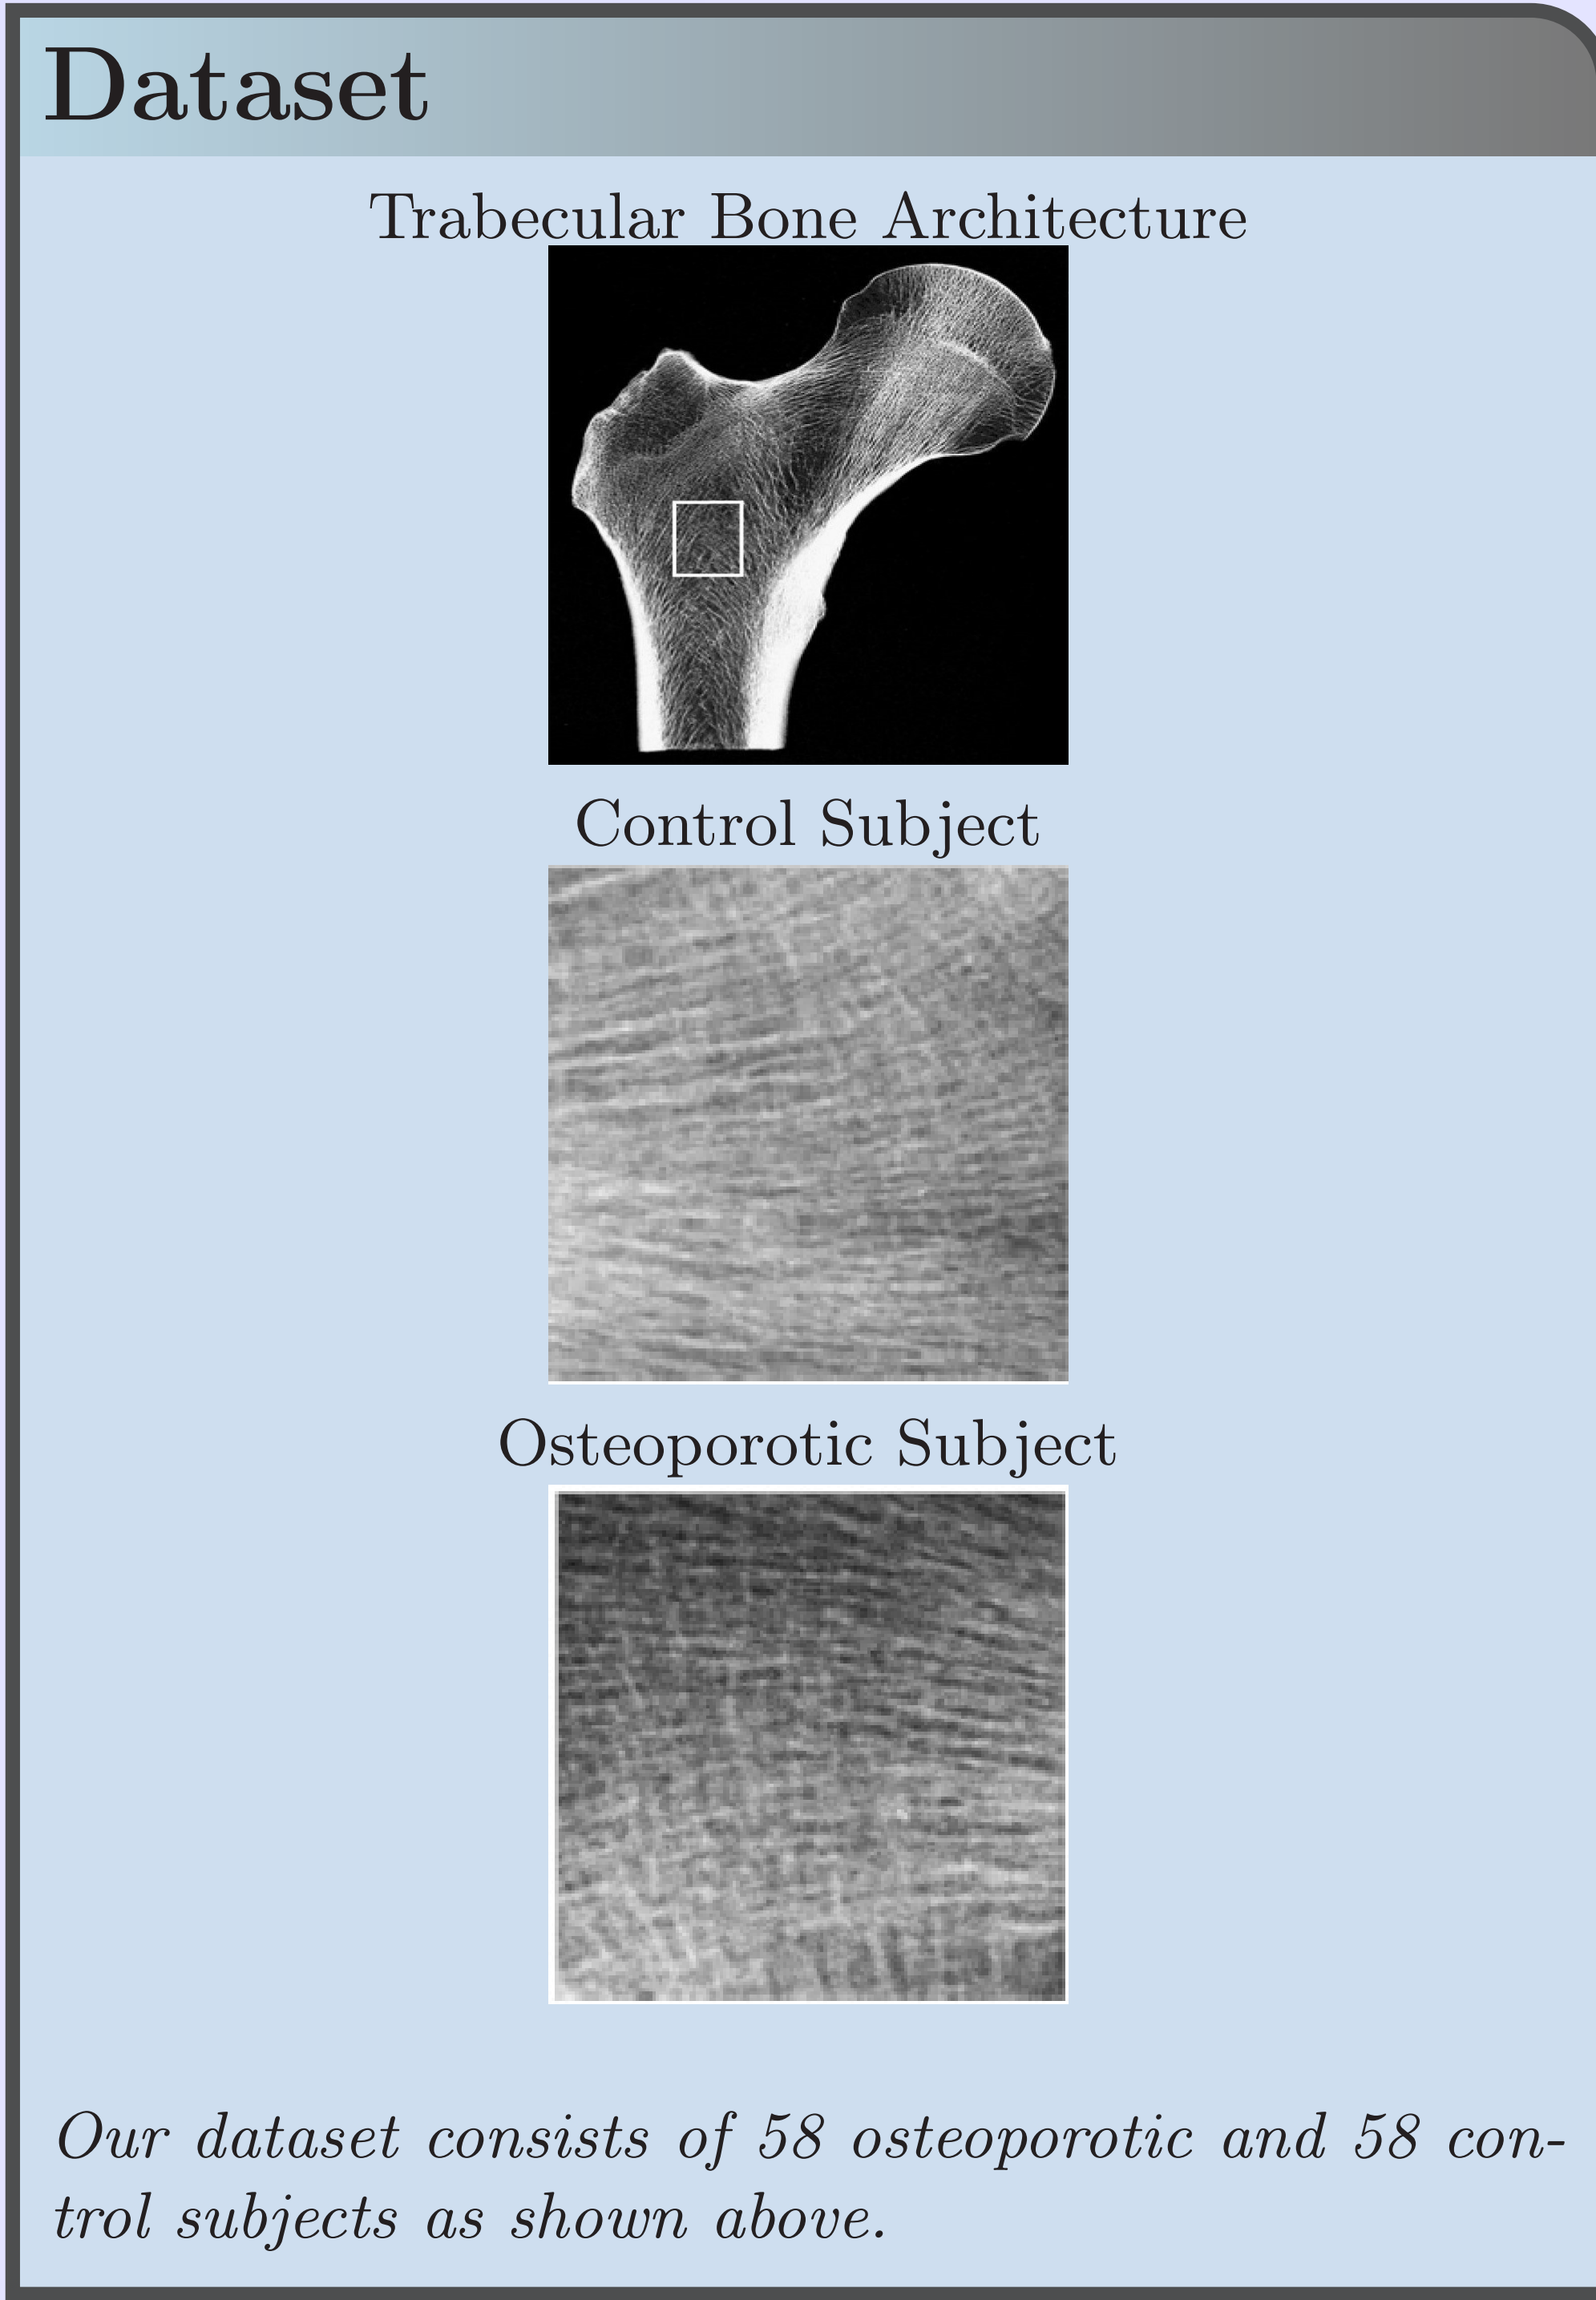 Dataset
Trabecular Bone Architecture
Control Subject
Osteoporotic Subject
Our dataset consists of 58 osteoporotic and 58 con-
trol subjects as shown above.